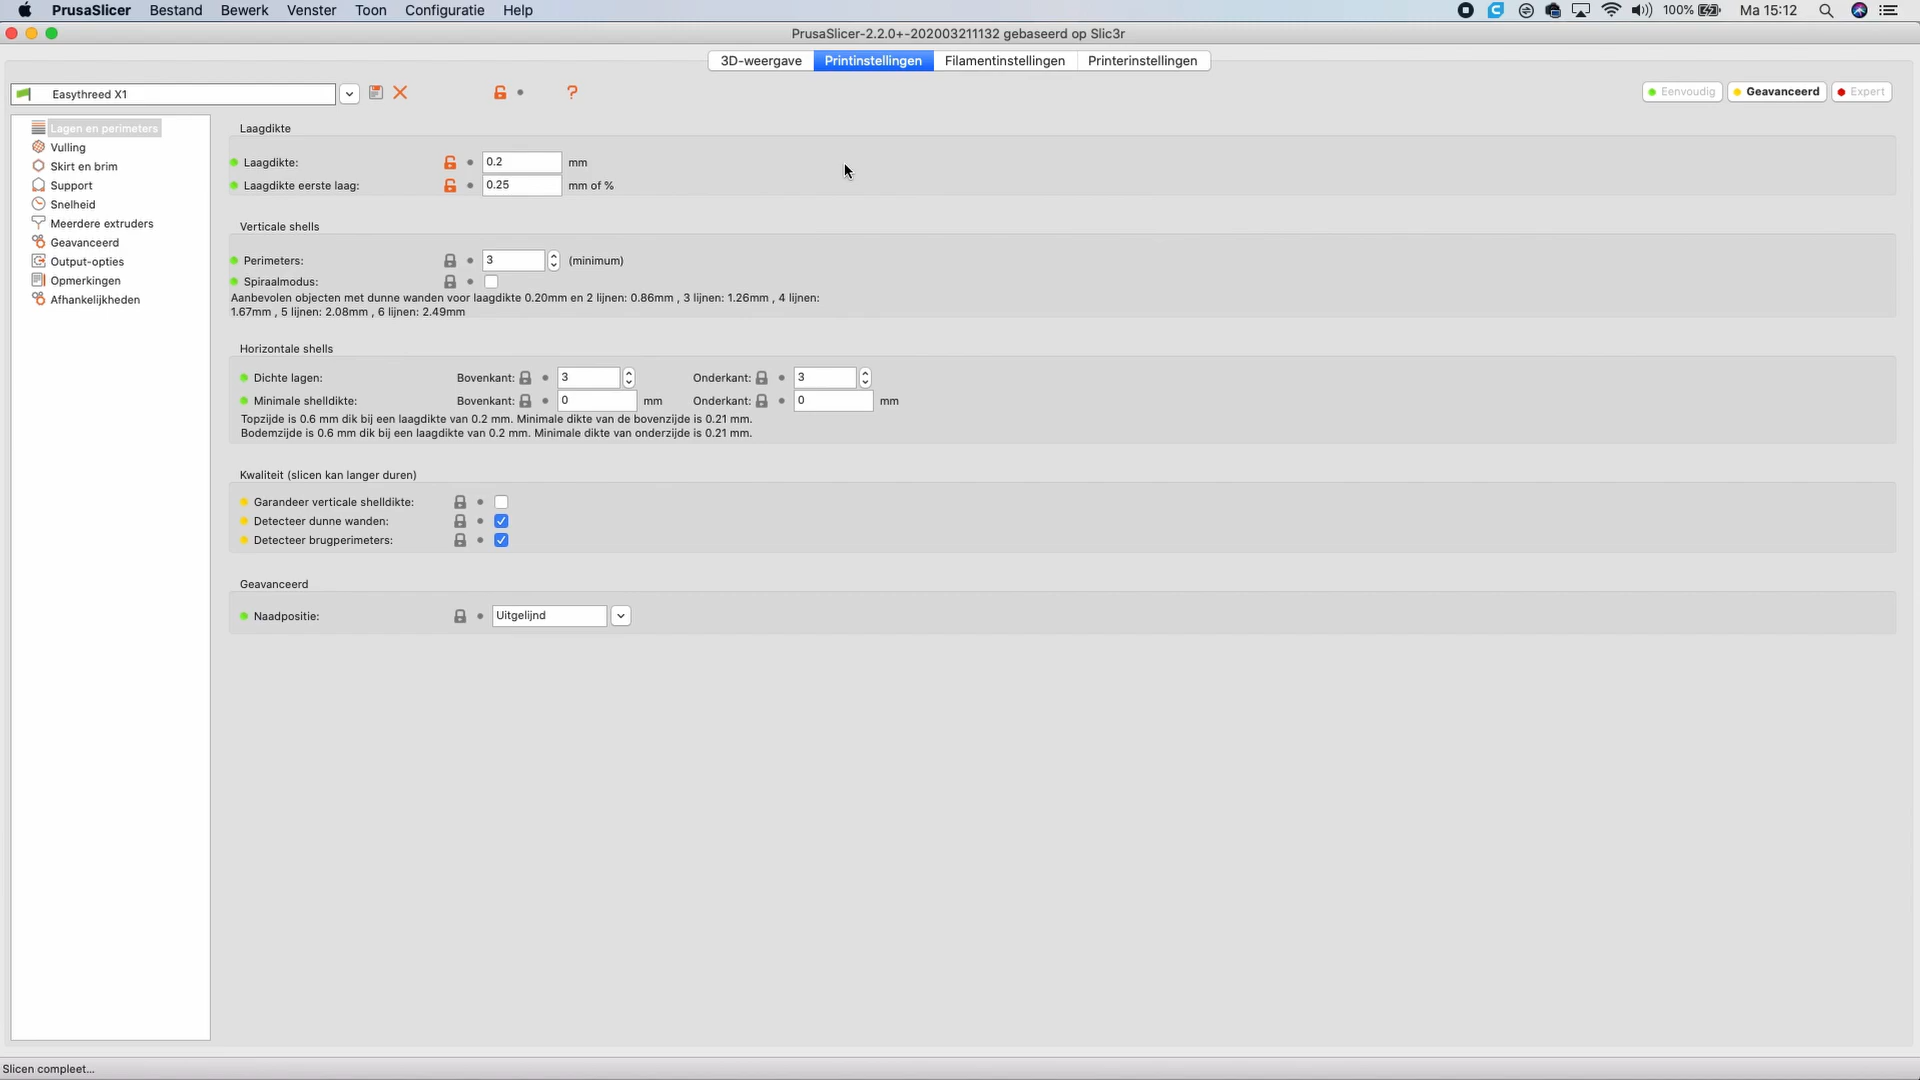 PrusaSlicer Bestand Bewerk Venster Toon Configuratie Help 100% Ma 15:12
PrusaSlicer-2.2.0+-202003211132 gebaseerd op Slic3r
3D-weergave Printinstellingen Filamentinstellingen Printerinstellingen
Easythreed X1 ? Eenvoudig Geavanceerd Expert
Lagen en perimeters
Vulling
Skirt en brim
Support
Snelheid
Meerdere extruders
Geavanceerd
Output-opties
Opmerkingen
Afhankelijkheden
Laagdikte
Laagdikte: 0.2 mm
Laagdikte eerste laag: 0.25 mm of %
Verticale shells
Perimeters: 3 (minimum)
Spiraalmodus:
Aanbevolen objecten met dunne wanden voor laagdikte 0.20mm en 2 lijnen: 0.86mm , 3 lijnen: 1.26mm , 4 lijnen:
1.67mm , 5 lijnen: 2.08mm , 6 lijnen: 2.49mm
Horizontale shells
Dichte lagen: Bovenkant: 3 Onderkant: 3
Minimale shelldikte: Bovenkant: 0 mm Onderkant: 0 mm
Topzijde is 0.6 mm dik bij een laagdikte van 0.2 mm. Minimale dikte van de bovenzijde is 0.21 mm.
Bodemzijde is 0.6 mm dik bij een laagdikte van 0.2 mm. Minimale dikte van onderzijde is 0.21 mm.
Kwaliteit (slicen kan langer duren)
Garandeer verticale shelldikte:
Detecteer dunne wanden:
Detecteer brugperimeters:
Geavanceerd
Naadpositie: Uitgelijnd
Slicen compleet...